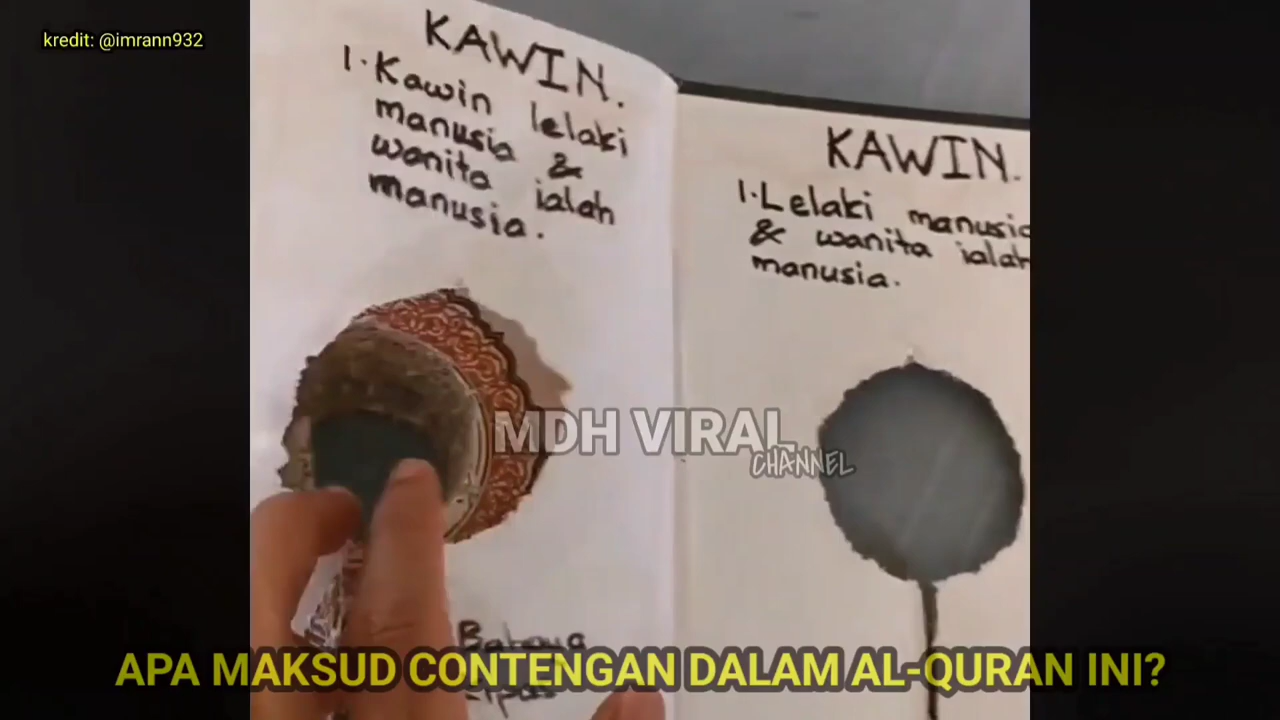 kredit: @imrann932
KAWIN.
1. Kawin lelaki
manusia &
wanita ialah
manusia.
KAWIN.
1. Lelaki manusia
& wanita ialah
manusia.
MDH VIRAL
CHANNEL
APA MAKSUD CONTENGAN DALAM AL-QURAN INI?